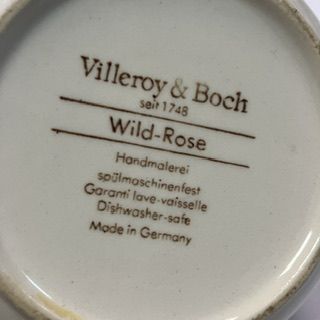 Villeroy & Boch
seit 1748
Wild-Rose
Handmalerei
spülmaschinenfest
Garanti lave-vaisselle
Dishwasher-safe
Made in Germany